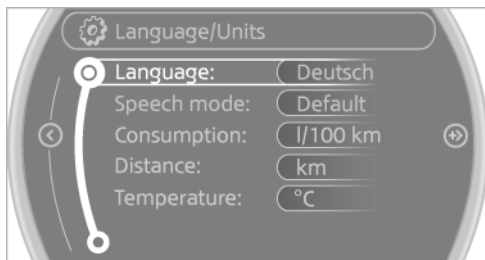 Language/Units
Language: Deutsch
Speech mode: Default
Consumption: l/100 km
Distance: km
Temperature: °C